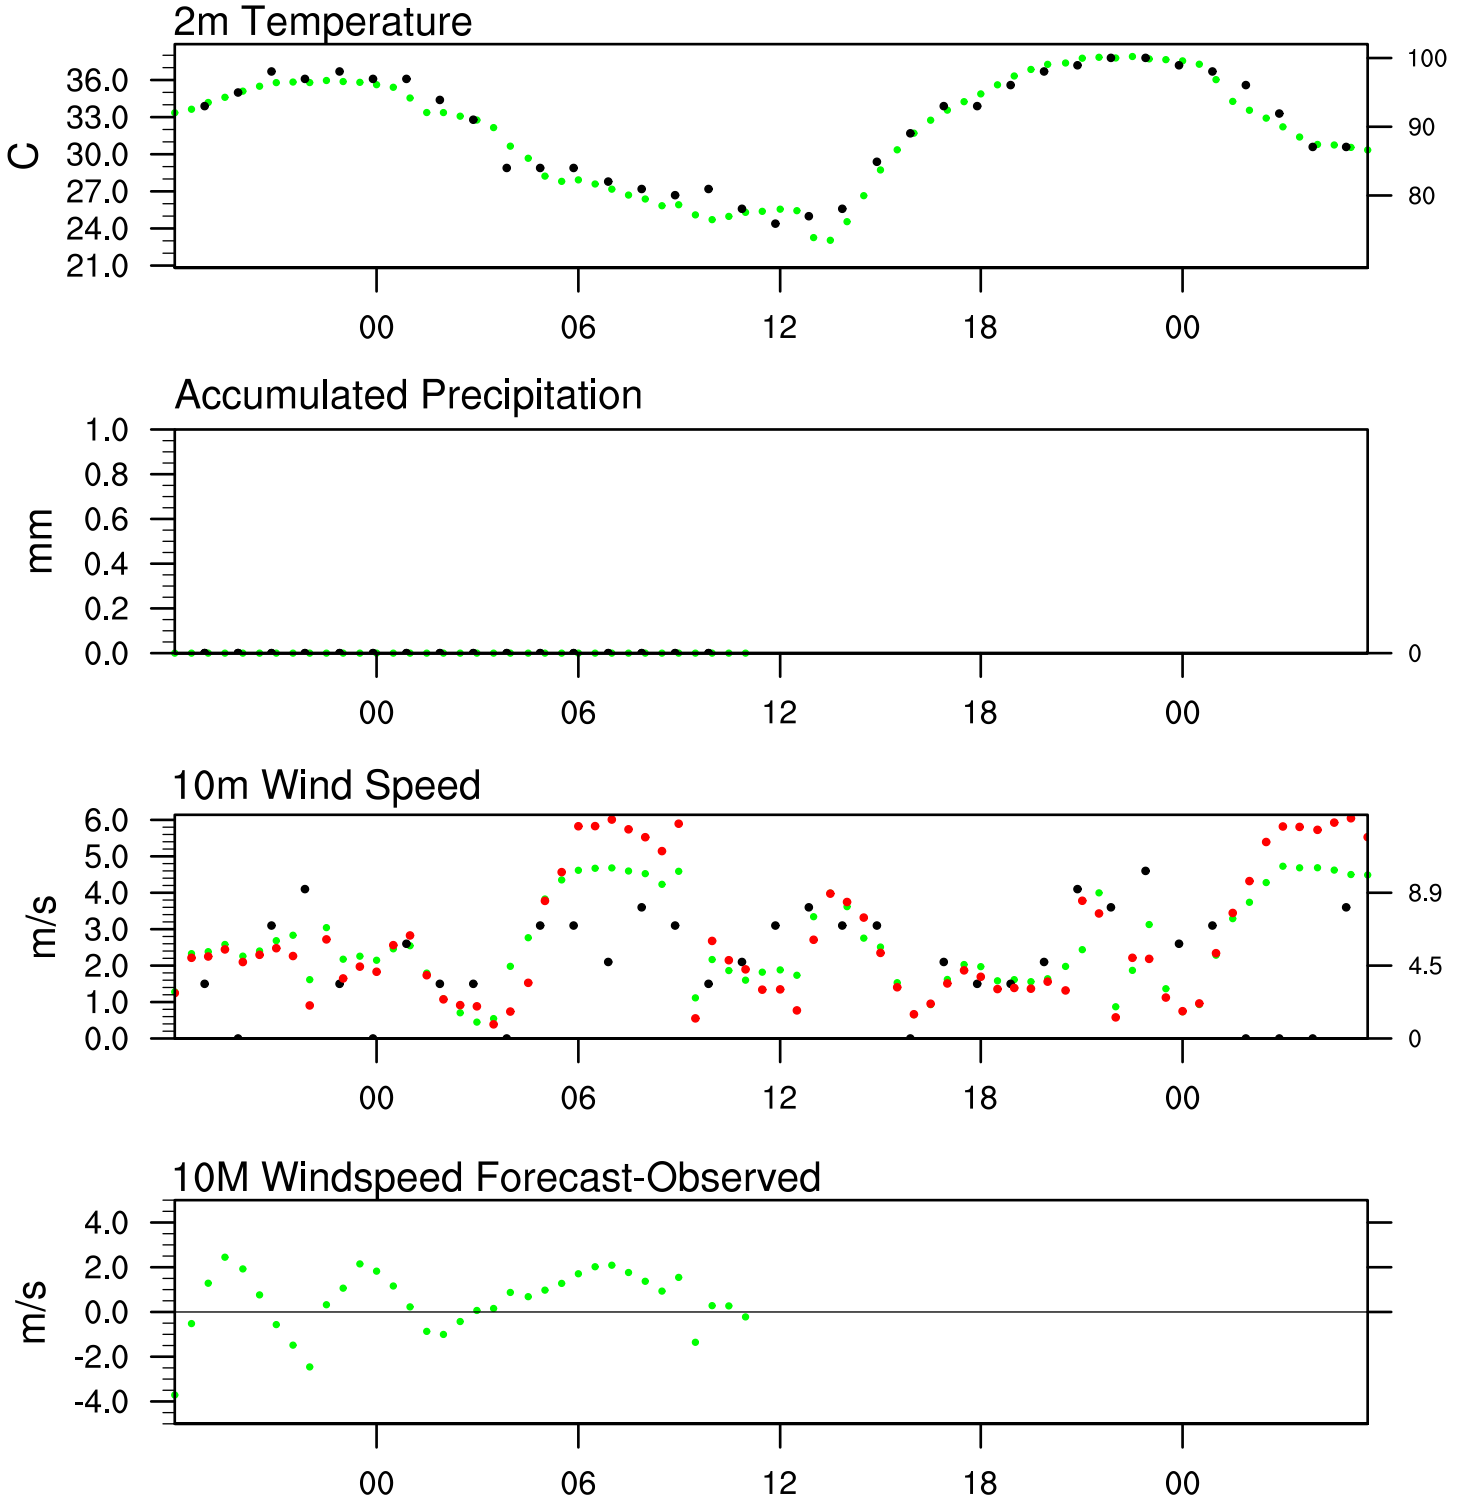 2m Temperature
C
36.0
33.0
30.0
27.0
24.0
21.0
100
90
80
00 06 12 18 00
Accumulated Precipitation
mm
1.0
0.8
0.6
0.4
0.2
0.0
0
00 06 12 18 00
10m Wind Speed
m/s
6.0
5.0
4.0
3.0
2.0
1.0
0.0
8.9
4.5
0
00 06 12 18 00
10M Windspeed Forecast-Observed
m/s
4.0
2.0
0.0
-2.0
-4.0
00 06 12 18 00